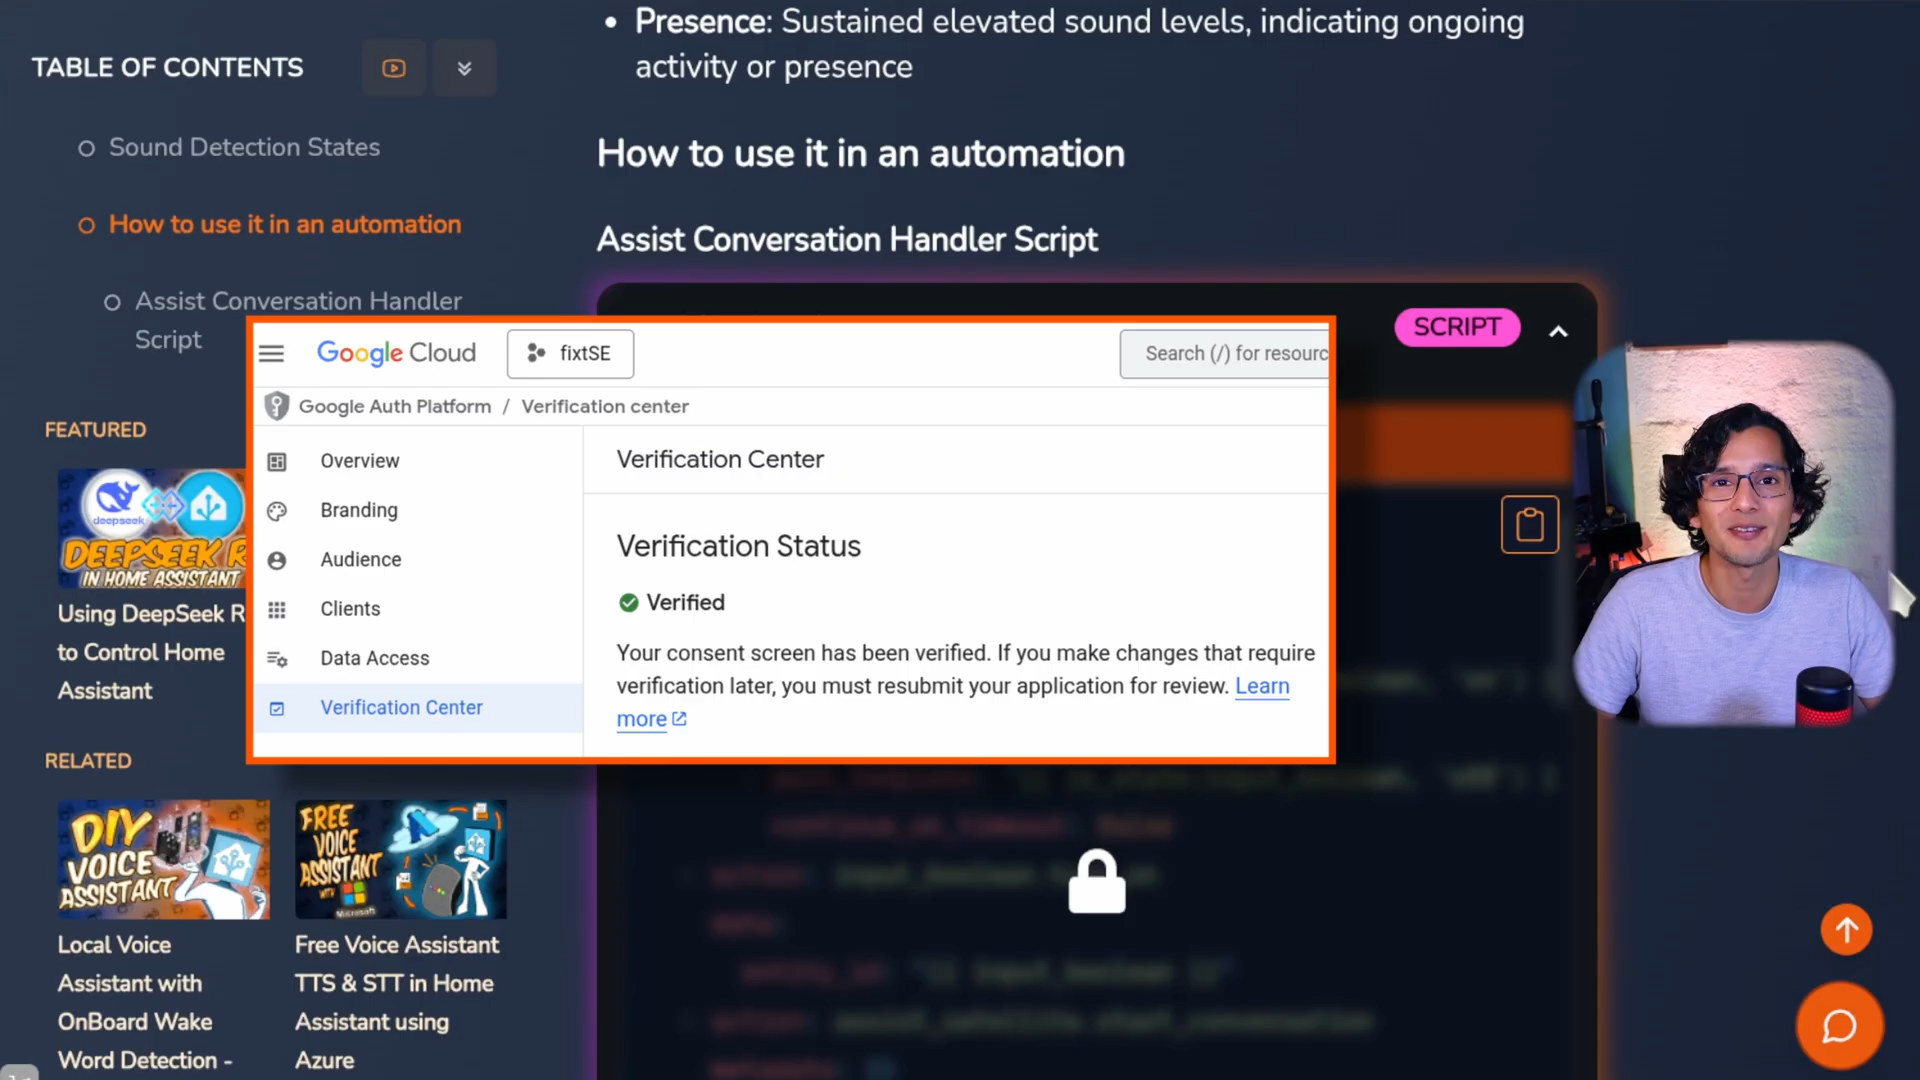 Presence: Sustained elevated sound levels, indicating ongoing
activity or presence
TABLE OF CONTENTS
Sound Detection States
How to use it in an automation
Assist Conversation Handler
Script
How to use it in an automation
Assist Conversation Handler Script
SCRIPT
Google Cloud
fixtSE
Search (/) for resourc
Google Auth Platform / Verification center
Overview
Branding
Audience
Clients
Data Access
Verification Center
Verification Center
Verification Status
Verified
Your consent screen has been verified. If you make changes that require
verification later, you must resubmit your application for review. Learn
more
FEATURED
deepseek
DEEPSEEK R
IN HOME ASSISTANT
Using DeepSeek R
to Control Home
Assistant
RELATED
DIY
VOICE
ASSISTANT
Local Voice
Assistant with
OnBoard Wake
Word Detection -
FREE
VOICE
ASSISTANT
WITH
Microsoft
Free Voice Assistant
TTS & STT in Home
Assistant using
Azure